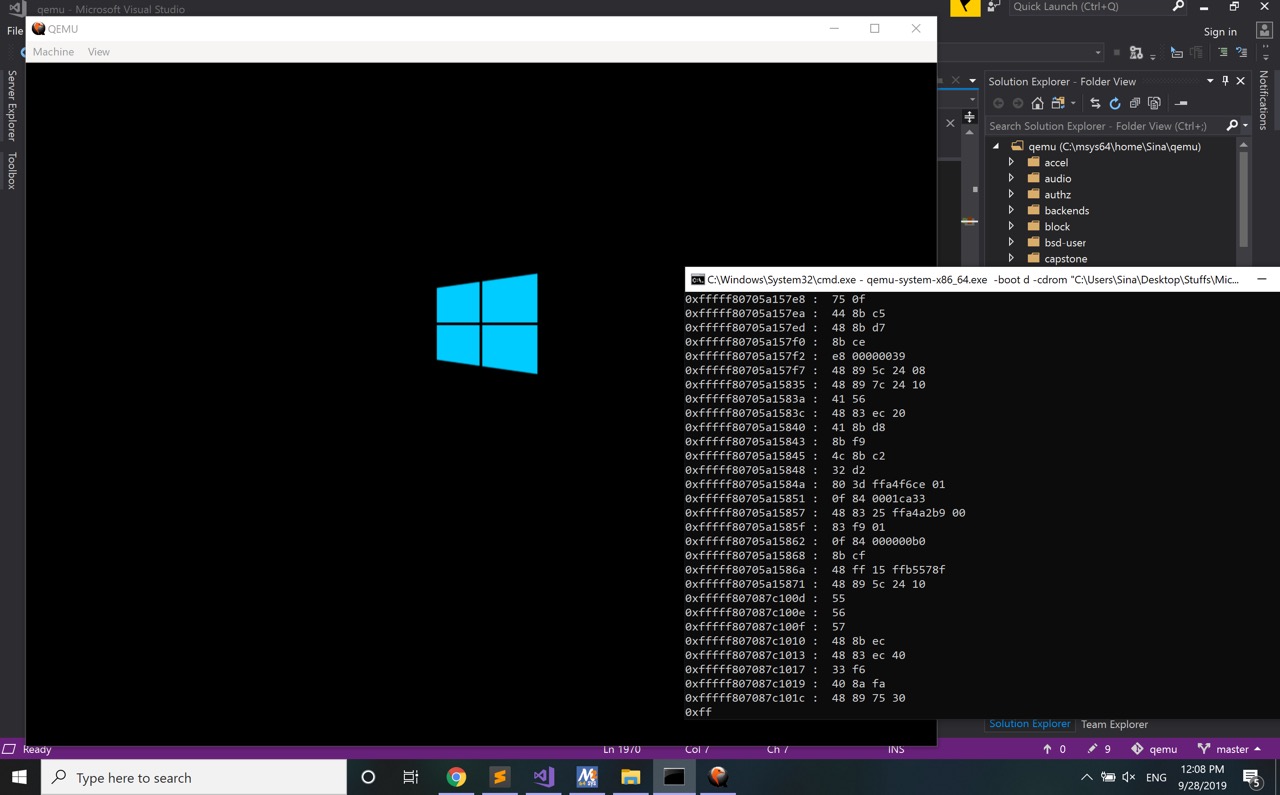 qemu - Microsoft Visual Studio
Quick Launch (Ctrl+Q)
File
Sign in
QEMU
Machine View
Server Explorer
Toolbox
Notifications
Solution Explorer - Folder View
Search Solution Explorer - Folder View (Ctrl+;)
qemu (C:\msys64\home\Sina\qemu)
accel
audio
authz
backends
block
bsd-user
capstone
C:\Windows\System32\cmd.exe - qemu-system-x86_64.exe -boot d -cdrom "C:\Users\Sina\Desktop\Stuffs\Mic...
0xfffff80705a157e8 : 75 0f
0xfffff80705a157ea : 44 8b c5
0xfffff80705a157ed : 48 8b d7
0xfffff80705a157f0 : 8b ce
0xfffff80705a157f2 : e8 00000039
0xfffff80705a157f7 : 48 89 5c 24 08
0xfffff80705a15835 : 48 89 7c 24 10
0xfffff80705a1583a : 41 56
0xfffff80705a1583c : 48 83 ec 20
0xfffff80705a15840 : 41 8b d8
0xfffff80705a15843 : 8b f9
0xfffff80705a15845 : 4c 8b c2
0xfffff80705a15848 : 32 d2
0xfffff80705a1584a : 80 3d ffa4f6ce 01
0xfffff80705a15851 : 0f 84 0001ca33
0xfffff80705a15857 : 48 83 25 ffa4a2b9 00
0xfffff80705a1585f : 83 f9 01
0xfffff80705a15862 : 0f 84 000000b0
0xfffff80705a15868 : 8b cf
0xfffff80705a1586a : 48 ff 15 ffb5578f
0xfffff80705a15871 : 48 89 5c 24 10
0xfffff807087c100d : 55
0xfffff807087c100e : 56
0xfffff807087c100f : 57
0xfffff807087c1010 : 48 8b ec
0xfffff807087c1013 : 48 83 ec 40
0xfffff807087c1017 : 33 f6
0xfffff807087c1019 : 40 8a fa
0xfffff807087c101c : 48 89 75 30
0xff
Solution Explorer Team Explorer
Ready Ln 1970 Col 7 Ch 7 INS 0 9 qemu master
Type here to search
ENG 12:08 PM
9/28/2019
5